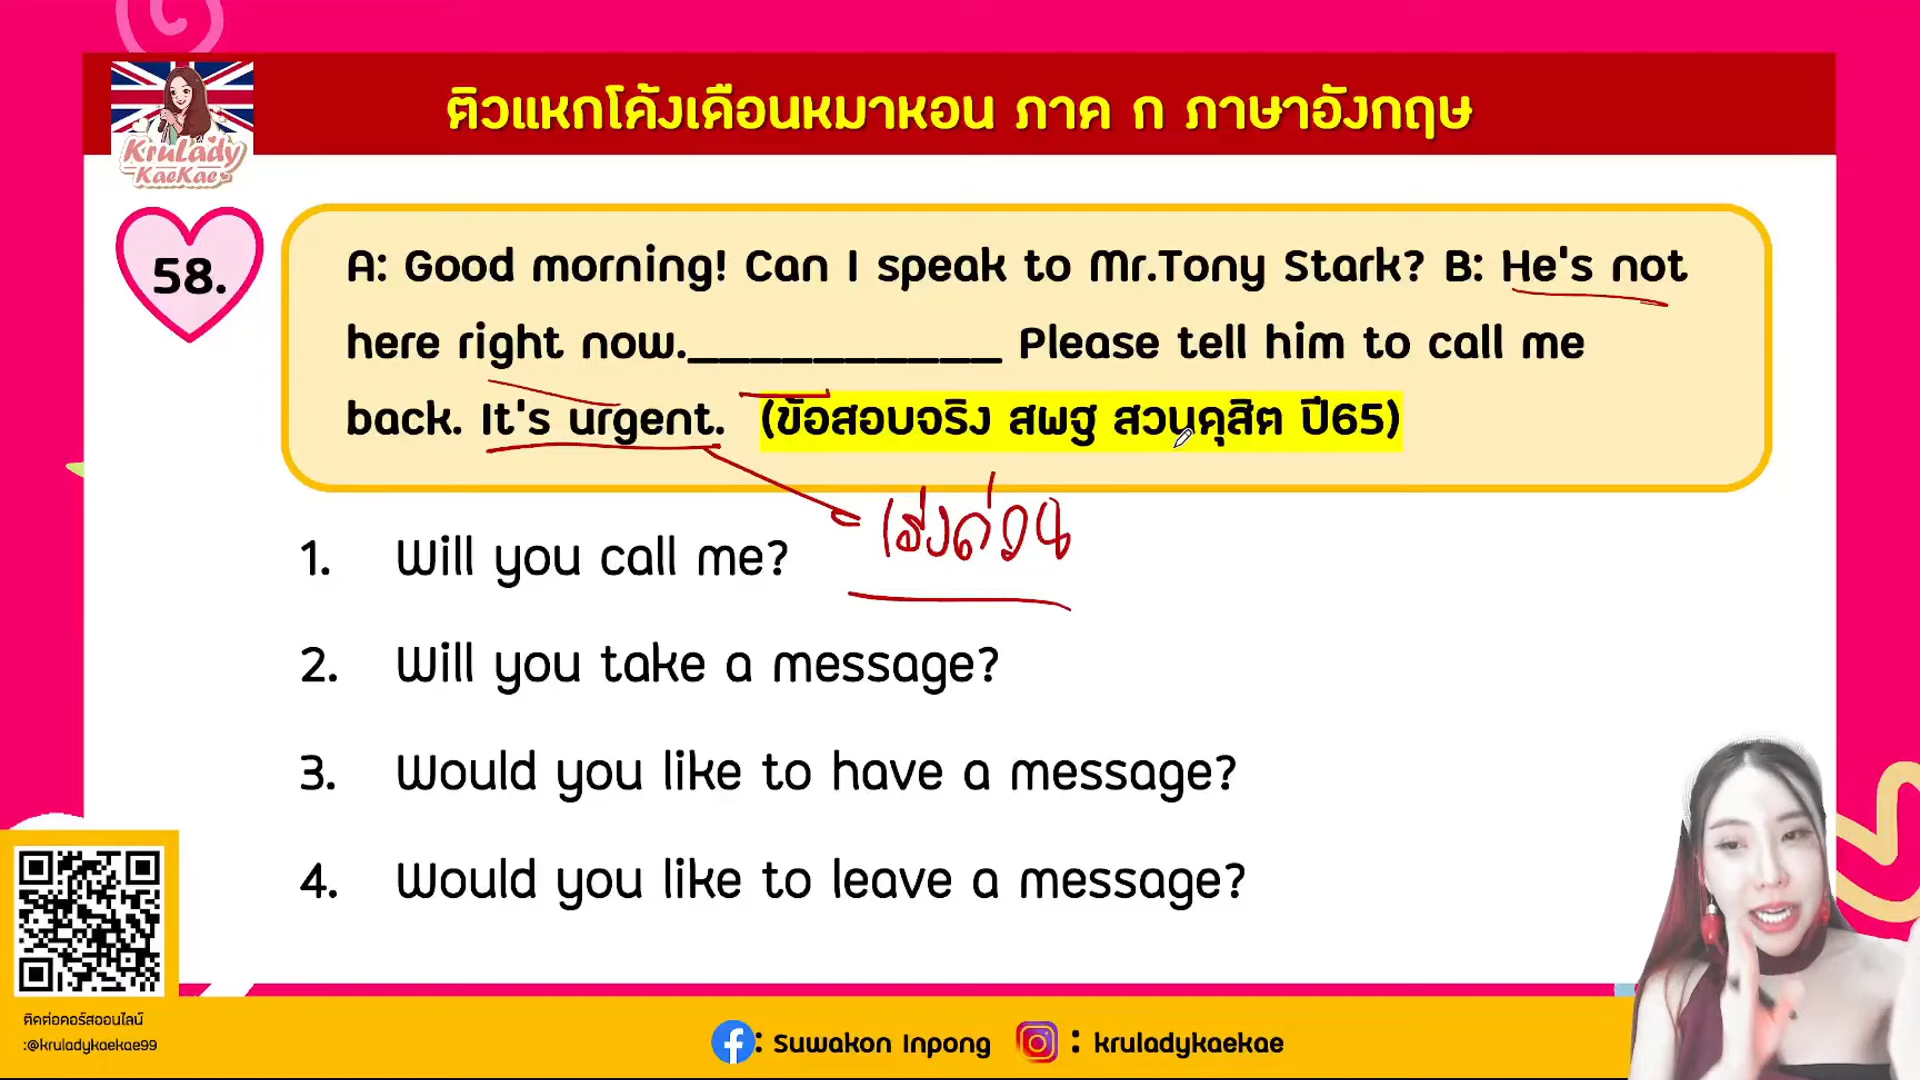 ติวแหกโค้งเดือนหมาหอน ภาค ก ภาษาอังกฤษ
KruLady
KaeKae
58.
A: Good morning! Can I speak to Mr.Tony Stark? B: He's not
here right now.__________ Please tell him to call me
back. It's urgent. (ข้อสอบจริง สพฐ สวนดุสิต ปี65)
เร่งด่วน
1. Will you call me?
2. Will you take a message?
3. Would you like to have a message?
4. Would you like to leave a message?
ติดต่อคอร์สออนไลน์
:@kruladykaekae99
: Suwakon Inpong : kruladykaekae